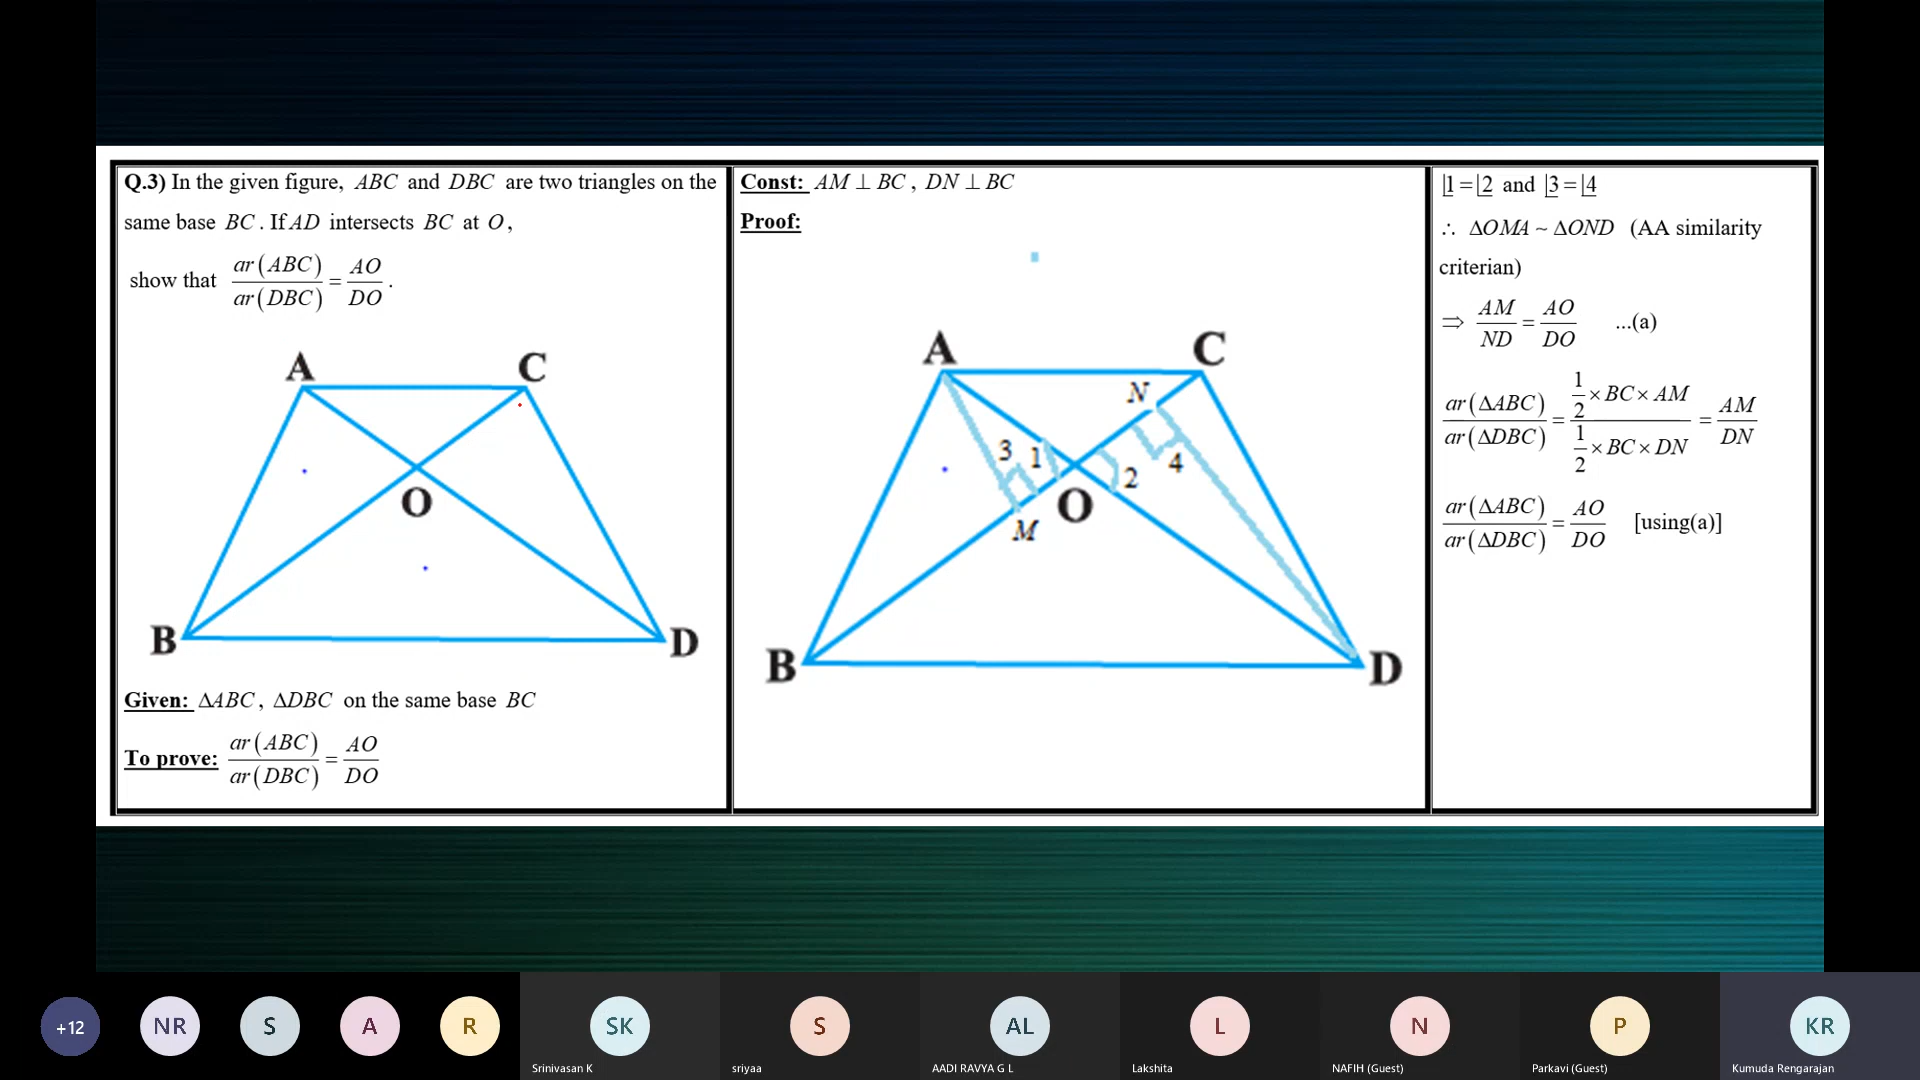 Q.3) In the given figure, ABC and DBC are two triangles on the
same base BC. If AD intersects BC at O,
show that ar(ABC)/ar(DBC) = AO/DO.
A C
O
B D
Given: ΔABC, ΔDBC on the same base BC
To prove: ar(ABC)/ar(DBC) = AO/DO
Const: AM ⊥ BC, DN ⊥ BC
Proof:
A C
N
3 1 2 4
O
M
B D
∠1 = ∠2 and ∠3 = ∠4
∴ ΔOMA ~ ΔOND (AA similarity
criterian)
⇒ AM/ND = AO/DO ...(a)
ar(ΔABC)/ar(ΔDBC) = (1/2 × BC × AM)/(1/2 × BC × DN) = AM/DN
ar(ΔABC)/ar(ΔDBC) = AO/DO [using(a)]
+12 NR S A R SK S AL L N P KR
Srinivasan K sriyaa AADI RAVYA G L Lakshita NAFIH (Guest) Parkavi (Guest) Kumuda Rengarajan